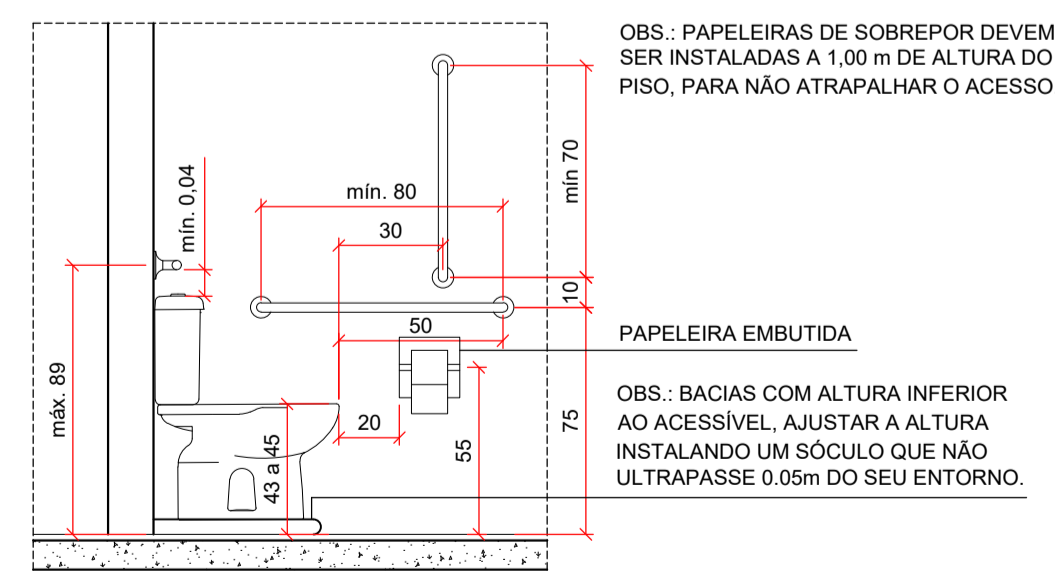 OBS.: PAPELEIRAS DE SOBREPOR DEVEM
SER INSTALADAS A 1,00 m DE ALTURA DO
PISO, PARA NÃO ATRAPALHAR O ACESSO
mín 70
mín. 0,04
mín. 80
30
10
50
PAPELEIRA EMBUTIDA
máx. 89
OBS.: BACIAS COM ALTURA INFERIOR
AO ACESSÍVEL, AJUSTAR A ALTURA
INSTALANDO UM SÓCULO QUE NÃO
ULTRAPASSE 0.05m DO SEU ENTORNO.
20
75
55
43 a 45